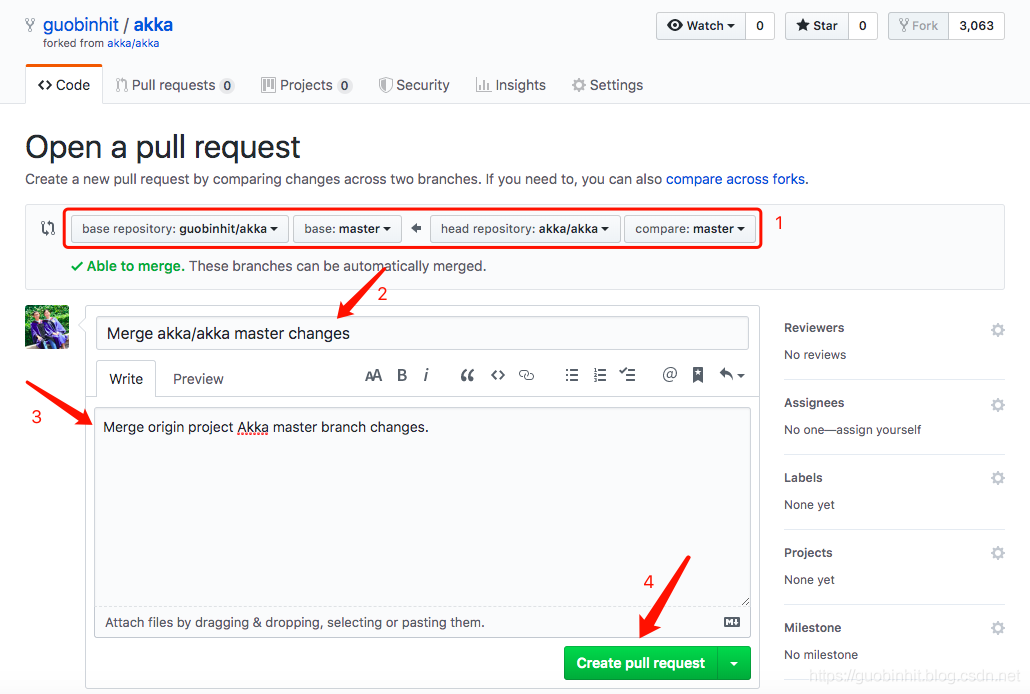 guobinhit / akka
forked from akka/akka
Watch 0 Star 0 Fork 3,063
Code Pull requests 0 Projects 0 Security Insights Settings
Open a pull request
Create a new pull request by comparing changes across two branches. If you need to, you can also compare across forks.
base repository: guobinhit/akka base: master head repository: akka/akka compare: master 1
Able to merge. These branches can be automatically merged.
2
Merge akka/akka master changes
Write Preview AA B i
3
Merge origin project Akka master branch changes.
Attach files by dragging & dropping, selecting or pasting them.
4
Create pull request
Reviewers
No reviews
Assignees
No one—assign yourself
Labels
None yet
Projects
None yet
Milestone
No milestone
https://guobinhit.blog.csdn.net